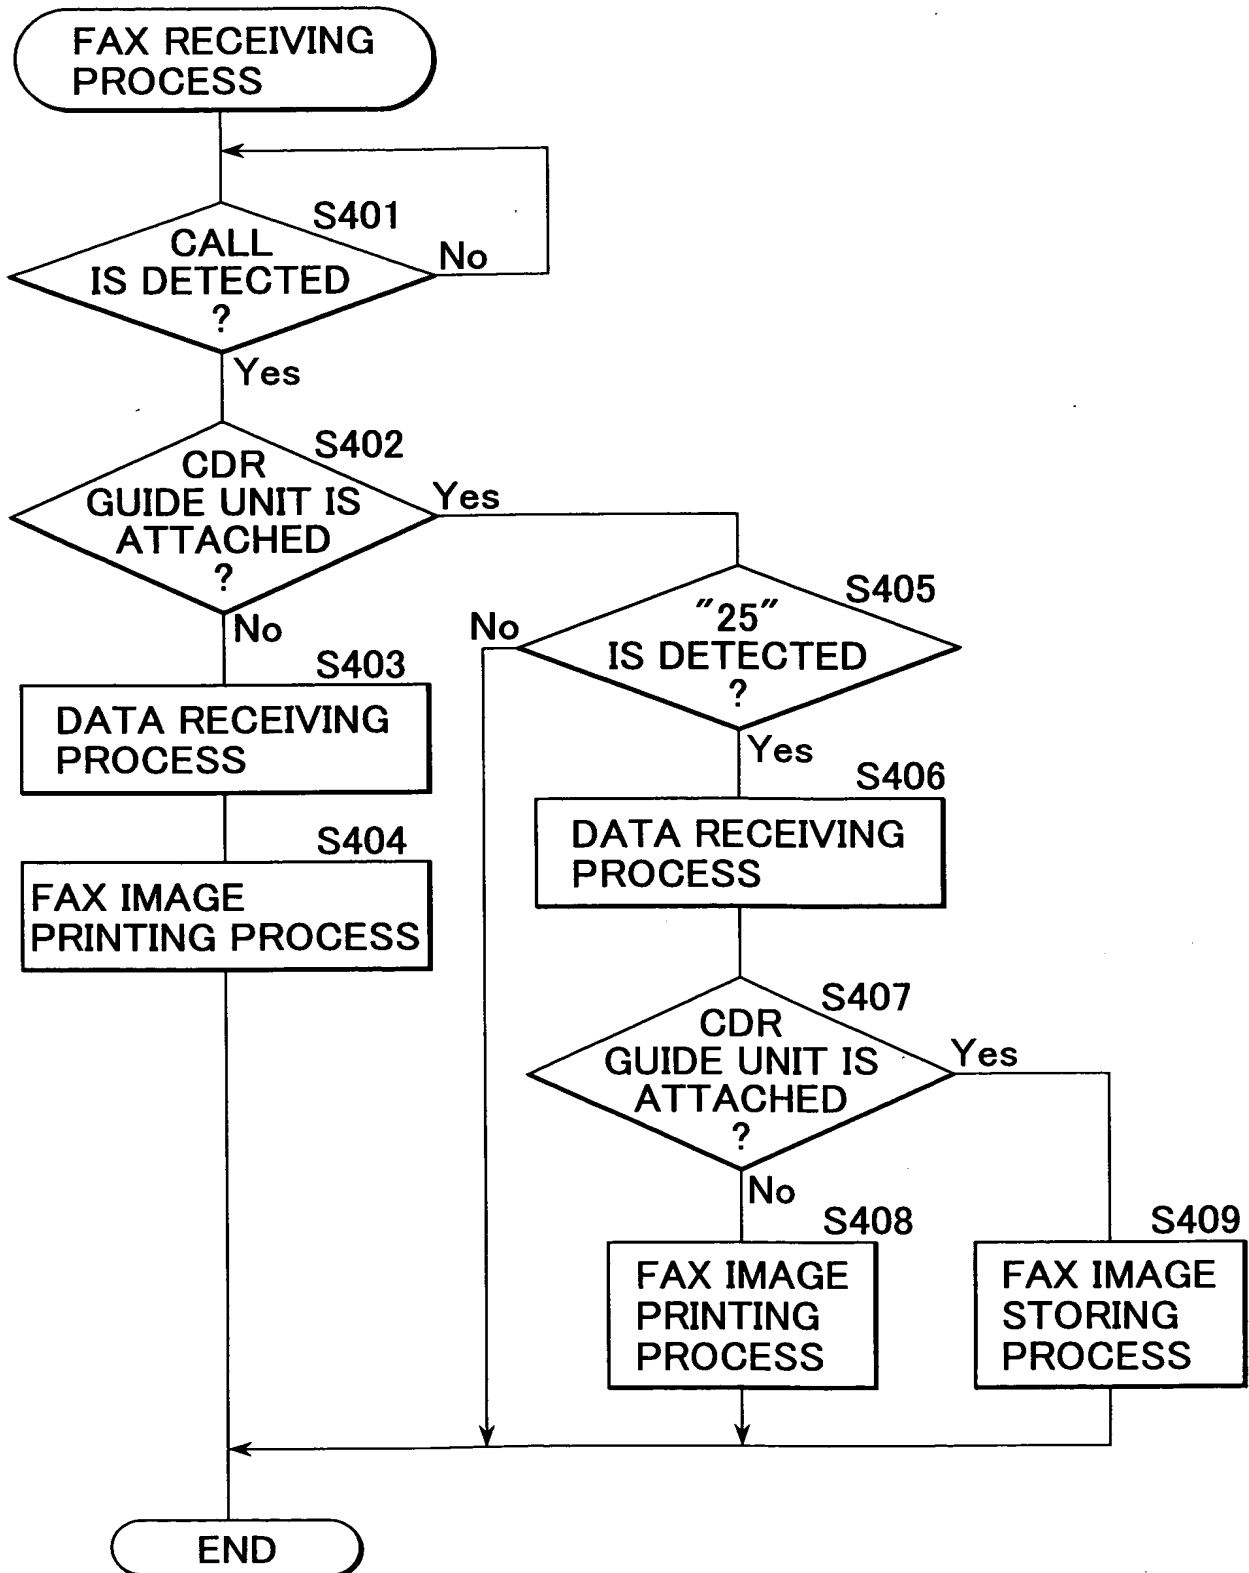 FAX RECEIVING
PROCESS
S401
CALL
IS DETECTED
?
No
Yes
S402
CDR
GUIDE UNIT IS
ATTACHED
?
Yes
No
S403
DATA RECEIVING
PROCESS
S404
FAX IMAGE
PRINTING PROCESS
S405
"25"
IS DETECTED
?
No
Yes
S406
DATA RECEIVING
PROCESS
S407
CDR
GUIDE UNIT IS
ATTACHED
?
Yes
No
S408
FAX IMAGE
PRINTING
PROCESS
S409
FAX IMAGE
STORING
PROCESS
END